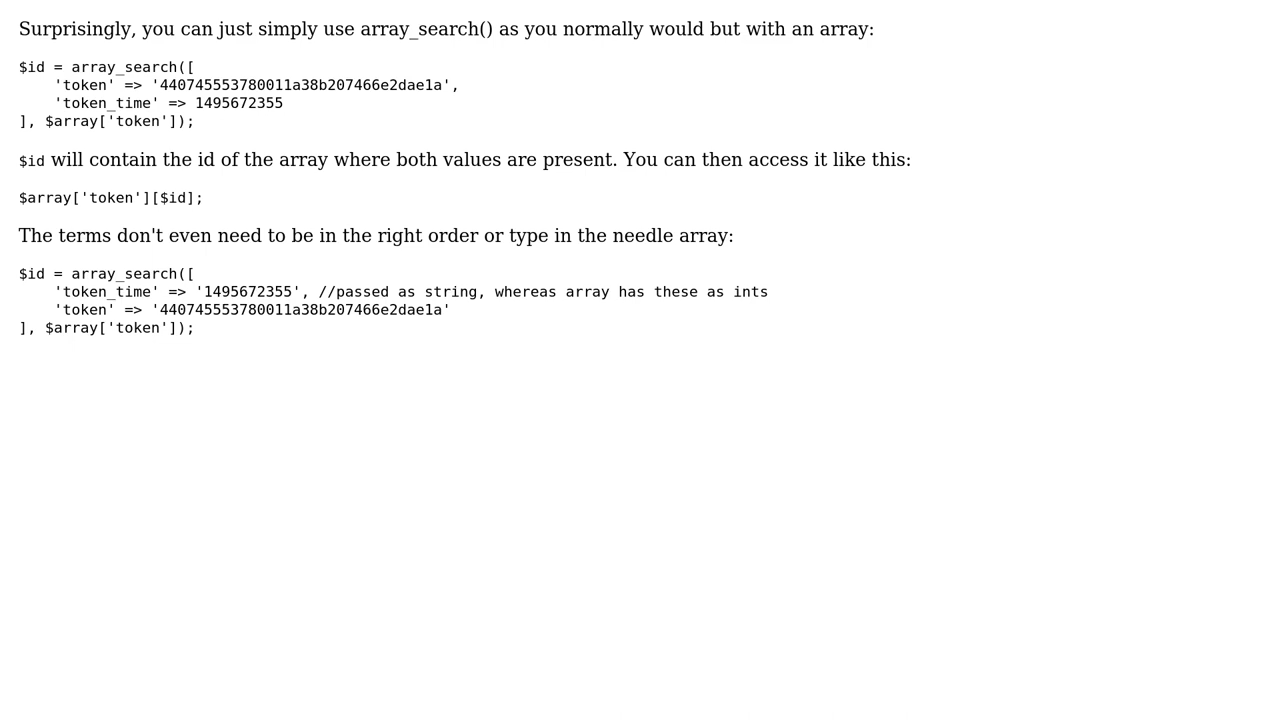 Surprisingly, you can just simply use array_search() as you normally would but with an array:
$id = array_search([
    'token' => '440745553780011a38b207466e2dae1a',
    'token_time' => 1495672355
], $array['token']);
$id will contain the id of the array where both values are present. You can then access it like this:
$array['token'][$id];
The terms don't even need to be in the right order or type in the needle array:
$id = array_search([
    'token_time' => '1495672355', //passed as string, whereas array has these as ints
    'token' => '440745553780011a38b207466e2dae1a'
], $array['token']);